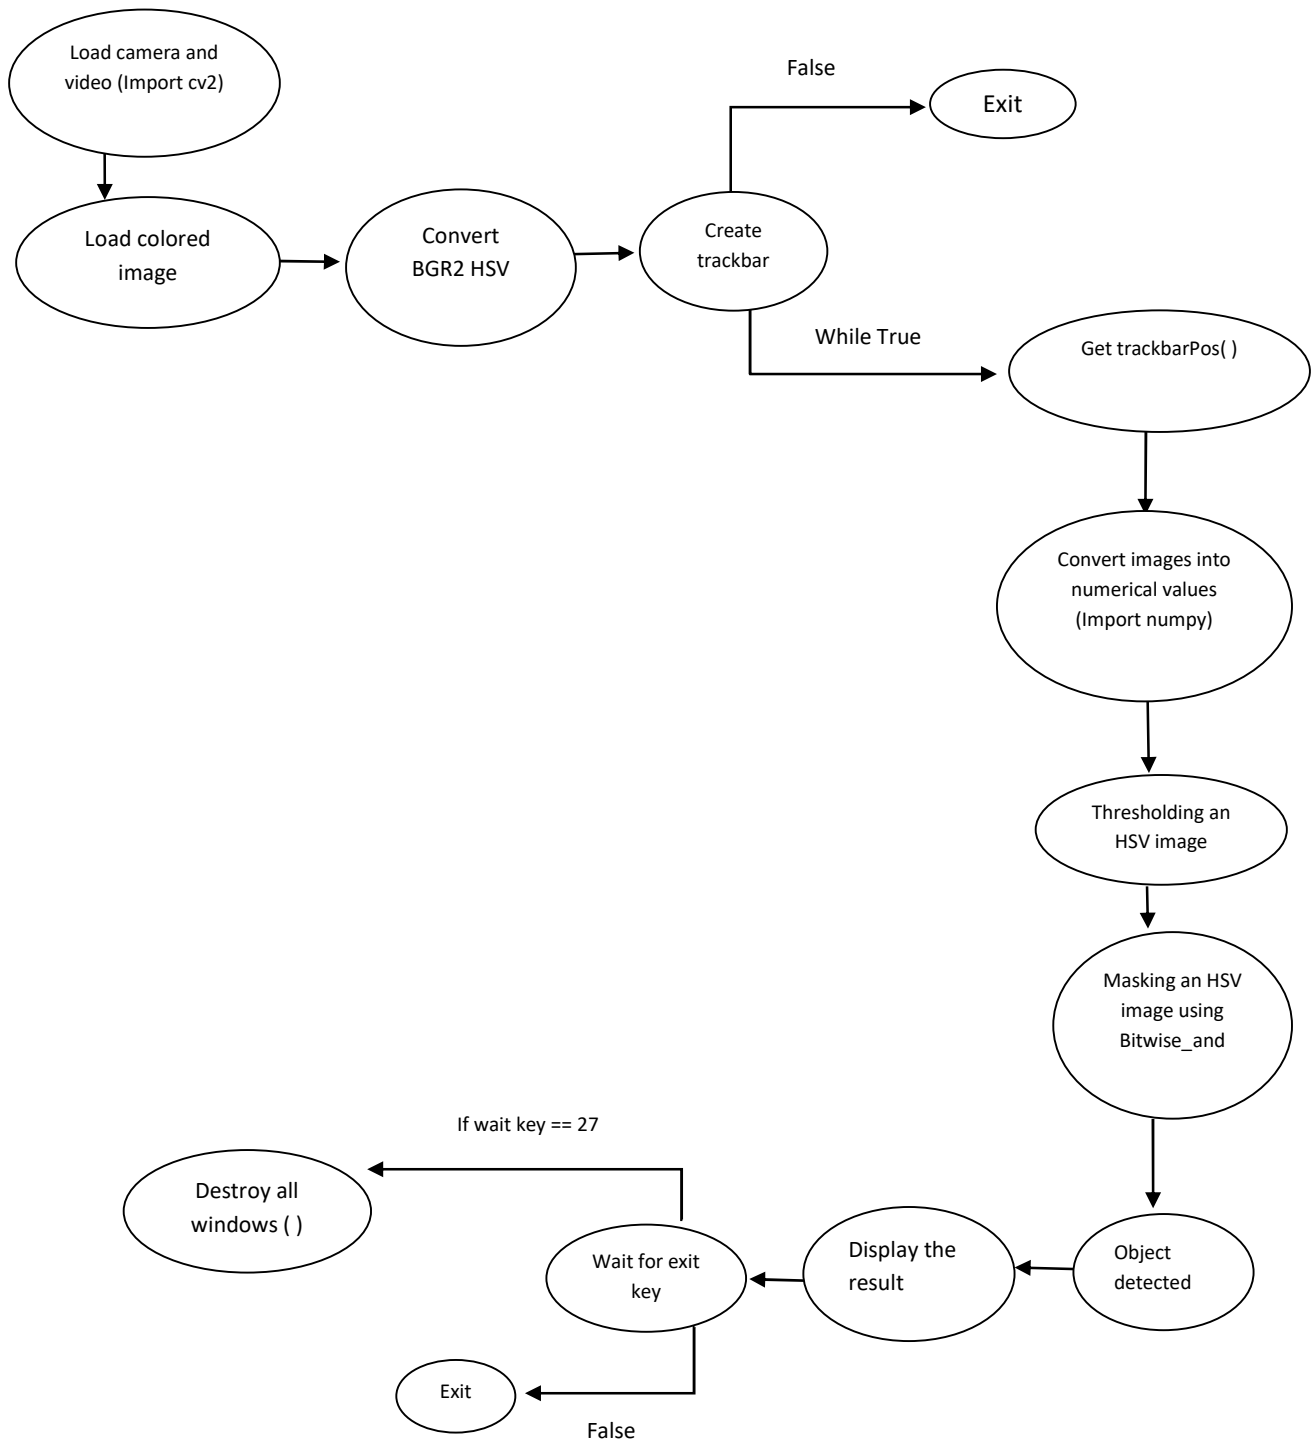 Load camera and
video (Import cv2)
False
Exit
Load colored
image
Convert
BGR2 HSV
Create
trackbar
While True
Get trackbarPos( )
Convert images into
numerical values
(Import numpy)
Thresholding an
HSV image
Masking an HSV
image using
Bitwise_and
Object
detected
Display the
result
Wait for exit
key
If wait key == 27
Destroy all
windows ( )
Exit
False